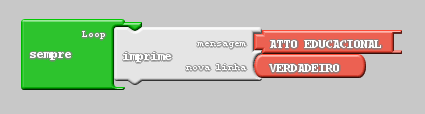 Loop
sempre
imprime
mensagem
ATTO EDUCACIONAL
nova linha
VERDADEIRO